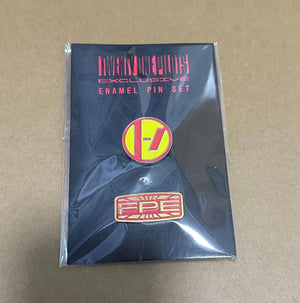 TWENTY ONE PILOTS
EXCLUSIVE
ENAMEL PIN SET
FPE